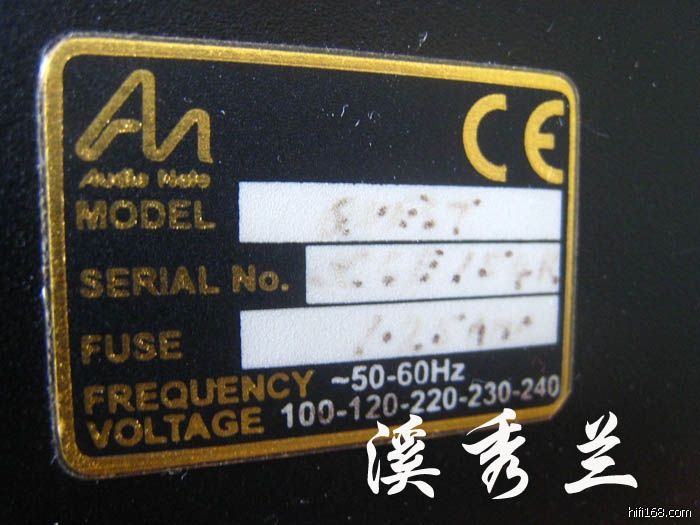 AN
CE
Audio Note
MODEL
SERIAL No.
FUSE
FREQUENCY ~50-60Hz
VOLTAGE 100-120-220-230-240
溪秀兰
hifi168.com